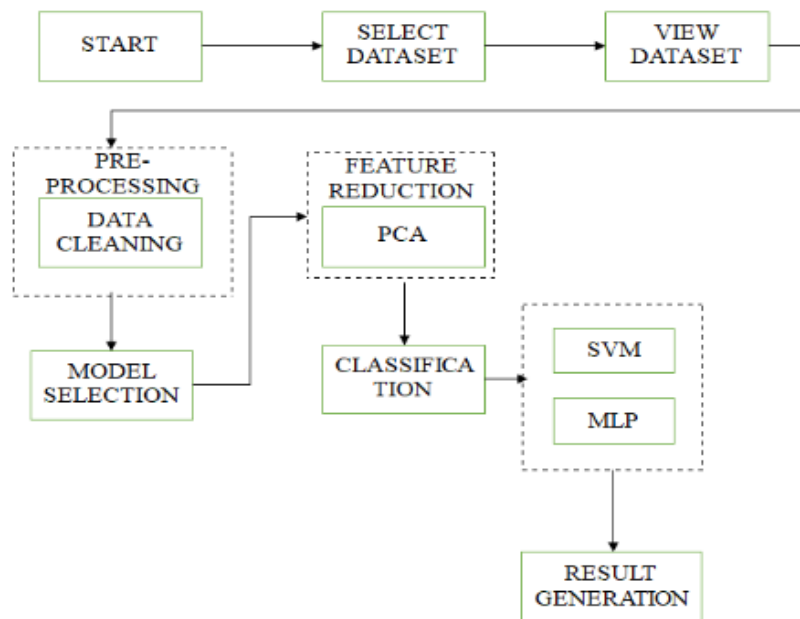 START
SELECT
DATASET
VIEW
DATASET
PRE-
PROCESSING
DATA
CLEANING
MODEL
SELECTION
FEATURE
REDUCTION
PCA
CLASSIFICA
TION
SVM
MLP
RESULT
GENERATION